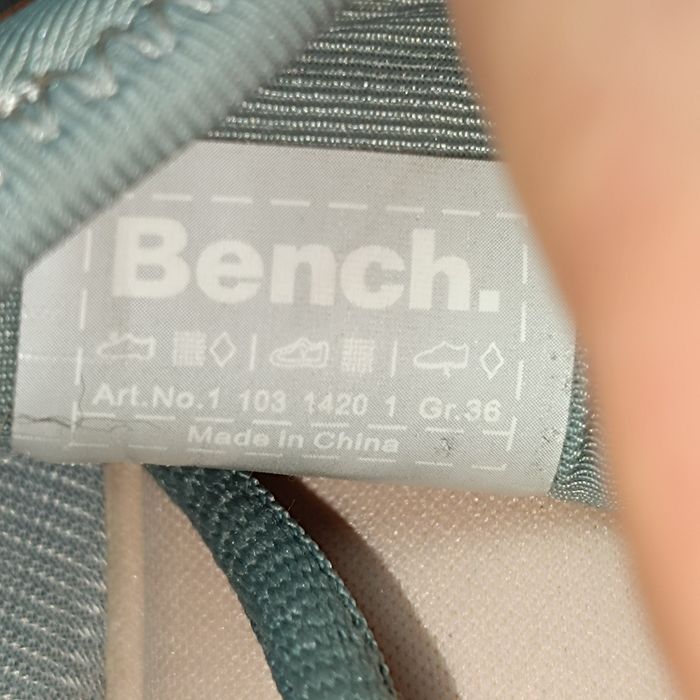 Bench.
Art.No.1 103 1420 1 Gr.36
Made in China